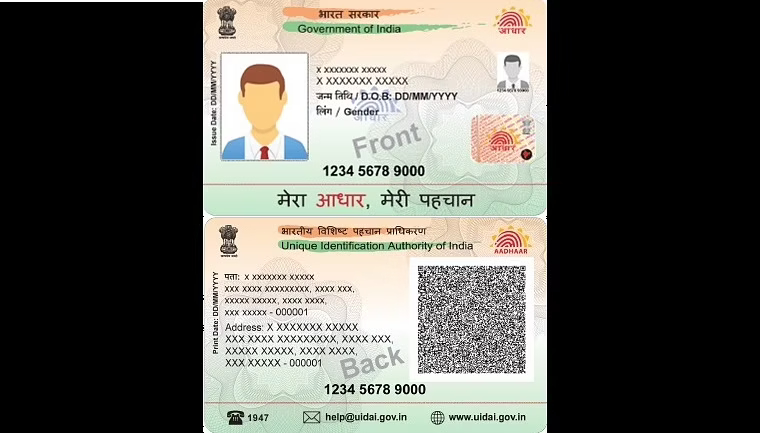 भारत सरकार
Government of India
आधार
Issue Date: DD/MM/YYYY
X XXXXXXX XXXXX
X XXXXXXX XXXXX
जन्म तिथि / D.O.B: DD/MM/YYYY
लिंग / Gender
आधार
1234 5678 9000
आधार
Front
1234 5678 9000
मेरा आधार, मेरी पहचान
भारतीय विशिष्ट पहचान प्राधिकरण
Unique Identification Authority of India
AADHAAR
Print Date: DD/MM/YYYY
पता: X XXXXXXX XXXXX
XXX XXXX XXXXXXXXX, XXXX XXX,
XXXXX XXXXX, XXXX XXXX,
XXX XXXXX - 000001
Address: X XXXXXXX XXXXX
XXX XXXX XXXXXXXXX, XXXX XXX,
XXXXX XXXXX, XXXX XXXX,
XXX XXXXX - 000001
Back
1234 5678 9000
1947
help@uidai.gov.in
www.uidai.gov.in